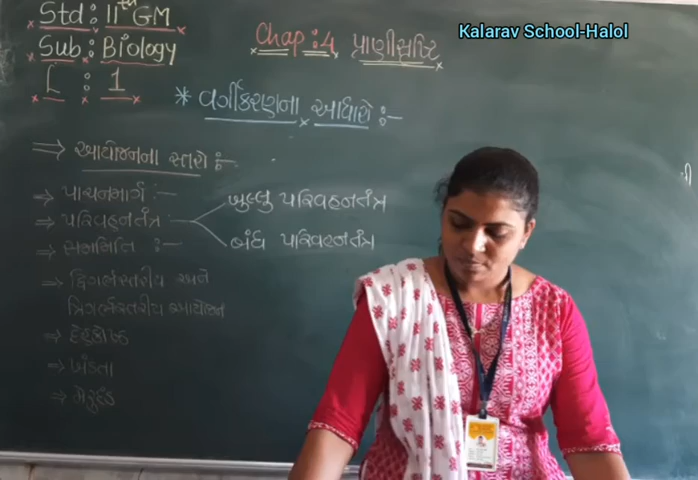 Kalarav School-Halol
Std : 11th GM
Sub : Biology
L : 1
Chap : 4 પ્રાણીસૃષ્ટિ
* વર્ગીકરણના આધારો :-
⇒ આયોજનના સ્તરો :-
→ પાચનમાર્ગ :-
→ પરિવહનતંત્ર :-
ખુલ્લુ પરિવહનતંત્ર
બંધ પરિવહનતંત્ર
→ સમમિતિ :-
→ દ્વિગર્ભસ્તરીય અને
ત્રિગર્ભસ્તરીય આયોજન
→ દેહકોષ્ઠ
→ ખંડતા
→ મેરુદંડ